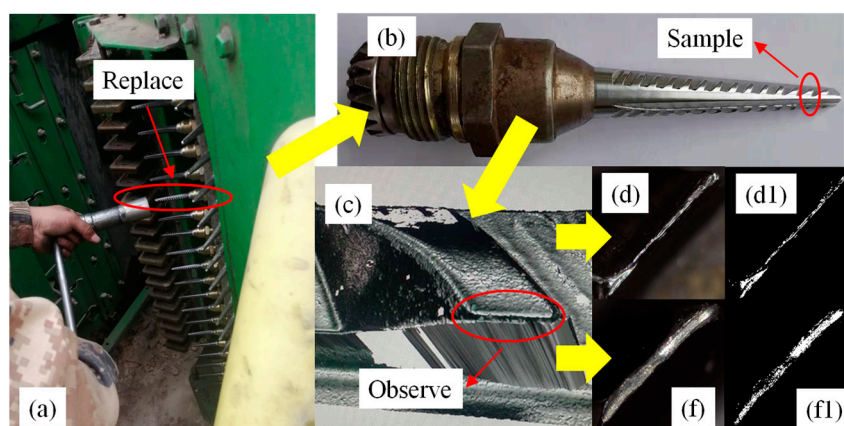 Replace
(a)
(b)
Sample
(c)
Observe
(d)
(d1)
(f)
(f1)